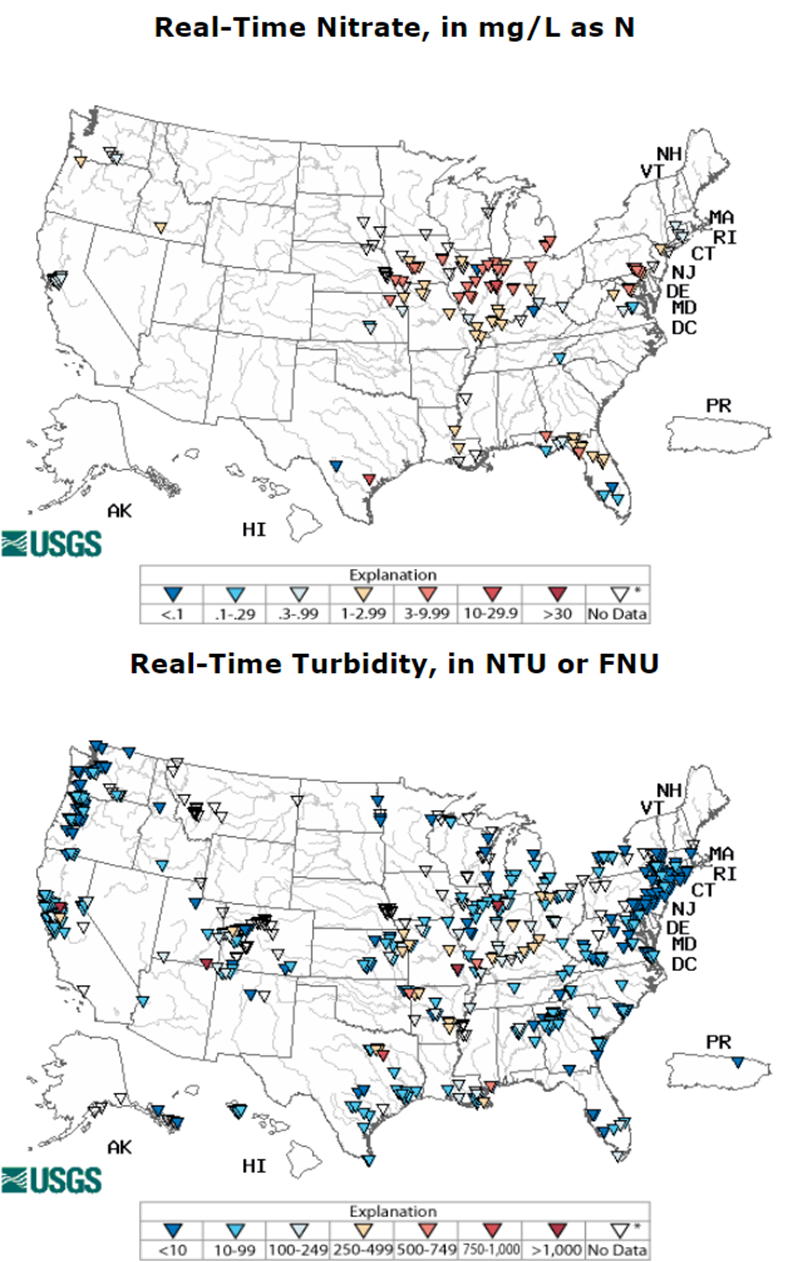 Real-Time Nitrate, in mg/L as N
NH
VT
MA
RI
CT
NJ
DE
MD
DC
PR
AK
HI
USGS
Explanation
<.1 .1-.29 .3-.99 1-2.99 3-9.99 10-29.9 >30 No Data *
Real-Time Turbidity, in NTU or FNU
NH
VT
MA
RI
CT
NJ
DE
MD
DC
PR
AK
HI
USGS
Explanation
<10 10-99 100-249 250-499 500-749 750-1,000 >1,000 No Data *